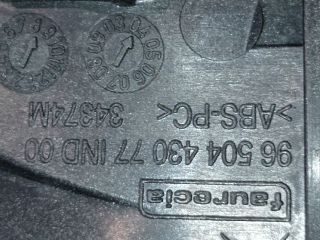 faurecia
96 504 430 77 IND 00
>ABS-PC<
34374M